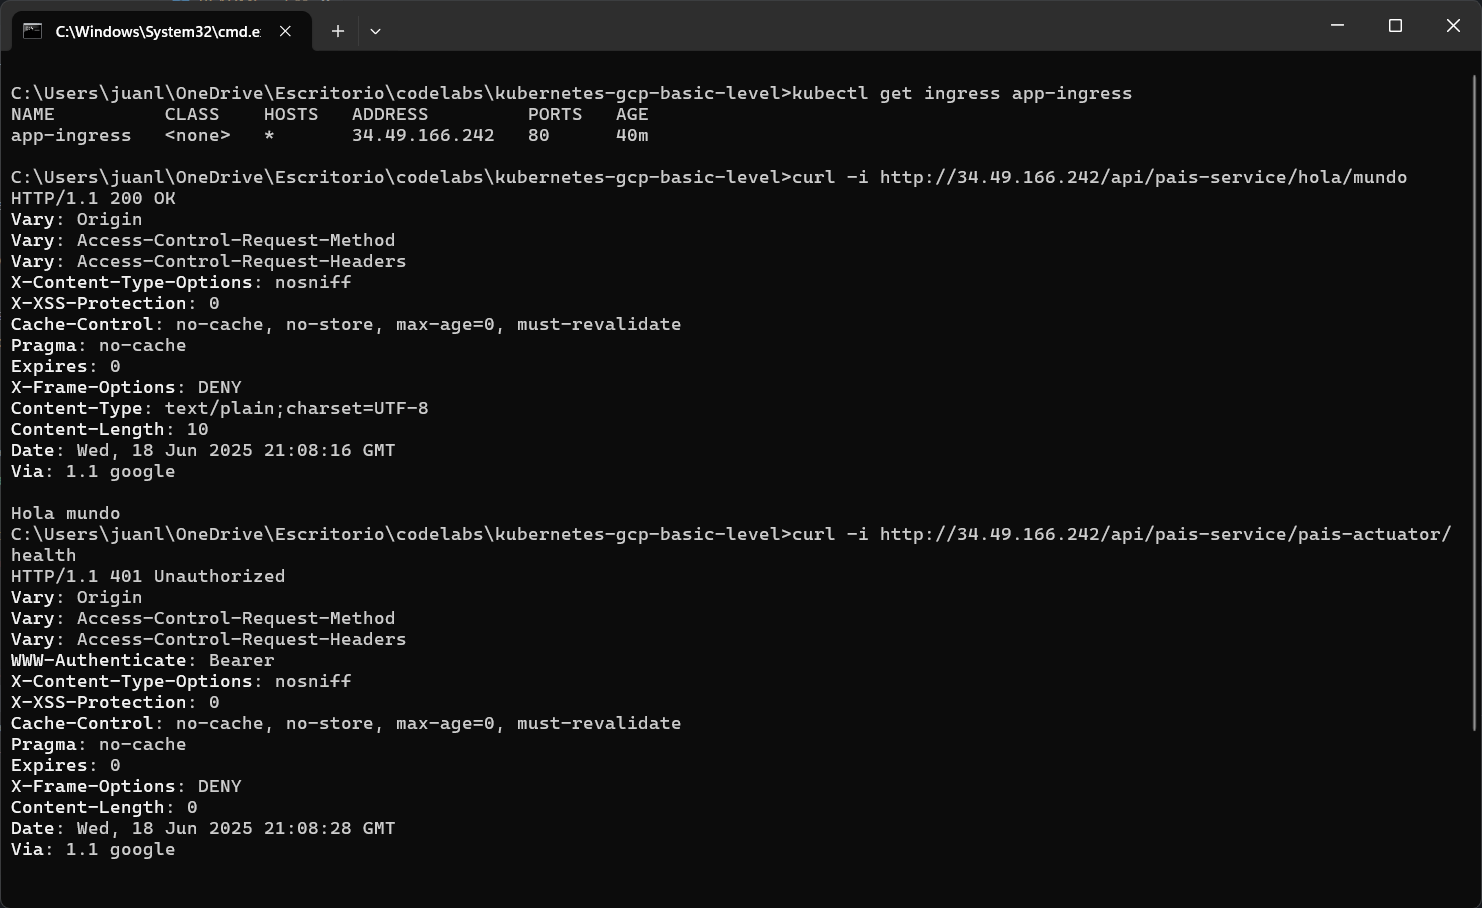 C:\Windows\System32\cmd.e
C:\Users\juanl\OneDrive\Escritorio\codelabs\kubernetes-gcp-basic-level>kubectl get ingress app-ingress
NAME          CLASS    HOSTS   ADDRESS         PORTS   AGE
app-ingress   <none>   *       34.49.166.242   80      40m
C:\Users\juanl\OneDrive\Escritorio\codelabs\kubernetes-gcp-basic-level>curl -i http://34.49.166.242/api/pais-service/hola/mundo
HTTP/1.1 200 OK
Vary: Origin
Vary: Access-Control-Request-Method
Vary: Access-Control-Request-Headers
X-Content-Type-Options: nosniff
X-XSS-Protection: 0
Cache-Control: no-cache, no-store, max-age=0, must-revalidate
Pragma: no-cache
Expires: 0
X-Frame-Options: DENY
Content-Type: text/plain;charset=UTF-8
Content-Length: 10
Date: Wed, 18 Jun 2025 21:08:16 GMT
Via: 1.1 google
Hola mundo
C:\Users\juanl\OneDrive\Escritorio\codelabs\kubernetes-gcp-basic-level>curl -i http://34.49.166.242/api/pais-service/pais-actuator/
health
HTTP/1.1 401 Unauthorized
Vary: Origin
Vary: Access-Control-Request-Method
Vary: Access-Control-Request-Headers
WWW-Authenticate: Bearer
X-Content-Type-Options: nosniff
X-XSS-Protection: 0
Cache-Control: no-cache, no-store, max-age=0, must-revalidate
Pragma: no-cache
Expires: 0
X-Frame-Options: DENY
Content-Length: 0
Date: Wed, 18 Jun 2025 21:08:28 GMT
Via: 1.1 google